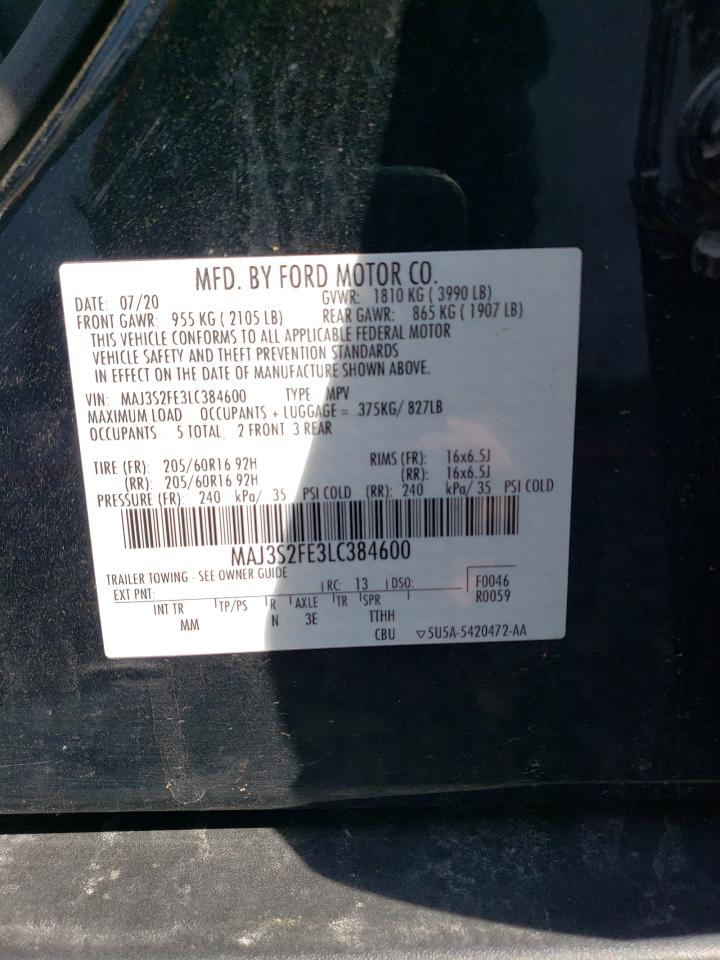 MFD. BY FORD MOTOR CO.
DATE: 07/20 GVWR: 1810 KG ( 3990 LB)
FRONT GAWR: 955 KG ( 2105 LB) REAR GAWR: 865 KG ( 1907 LB)
THIS VEHICLE CONFORMS TO ALL APPLICABLE FEDERAL MOTOR
VEHICLE SAFETY AND THEFT PREVENTION STANDARDS
IN EFFECT ON THE DATE OF MANUFACTURE SHOWN ABOVE.
VIN: MAJ3S2FE3LC384600 TYPE MPV
MAXIMUM LOAD OCCUPANTS + LUGGAGE = 375KG/ 827LB
OCCUPANTS 5 TOTAL, 2 FRONT 3 REAR
TIRE (FR): 205/60R16 92H RIMS (FR): 16x6.5J
(RR): 205/60R16 92H (RR): 16x6.5J
PRESSURE (FR): 240 kPa/ 35 PSI COLD (RR): 240 kPa/ 35 PSI COLD
MAJ3S2FE3LC384600
TRAILER TOWING - SEE OWNER GUIDE
EXT PNT: RC: 13 DSO: F0046
R0059
INT TR TP/PS R AXLE TR SPR
MM N 3E TTHH
CBU ▽5U5A-5420472-AA